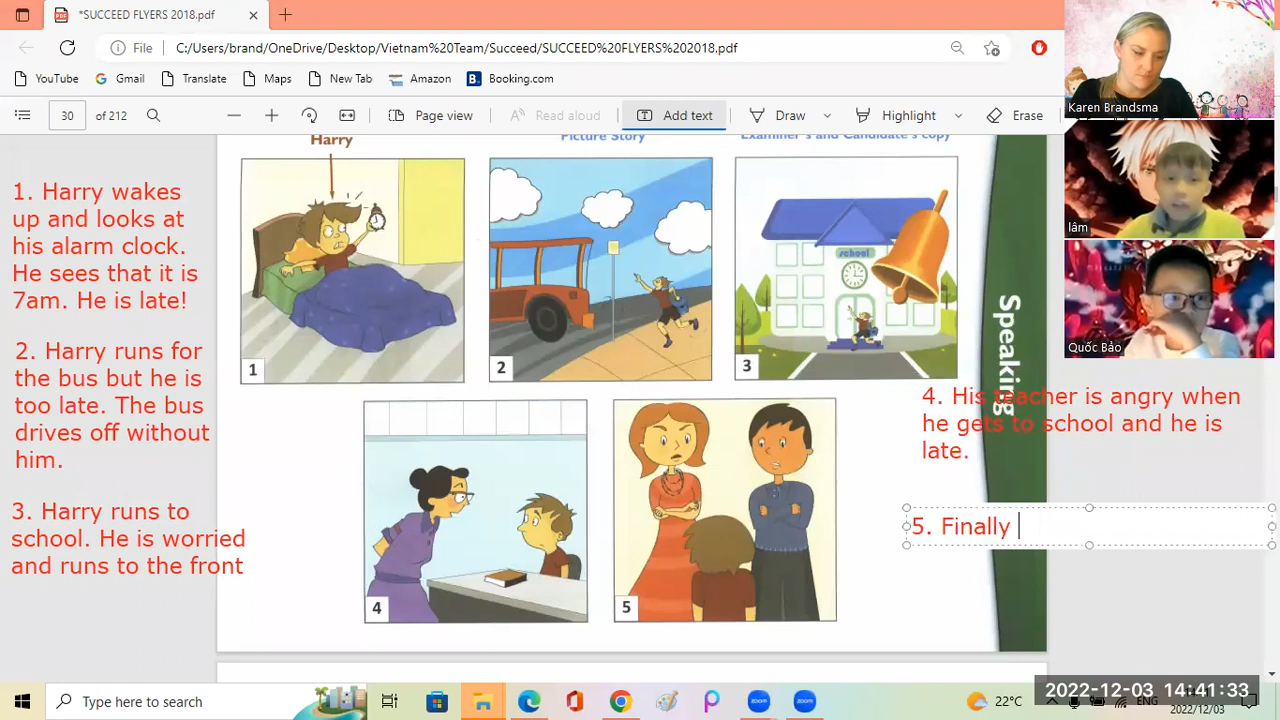 *SUCCEED FLYERS 2018.pdf
File
C:/Users/brand/OneDrive/Desktop/Vietnam%20Team/Succeed/SUCCEED%20FLYERS%202018.pdf
YouTube
Gmail
Translate
Maps
New Tab
Amazon
Booking.com
30 of 212
Page view
Read aloud
Add text
Draw
Highlight
Erase
Karen Brandsma
lâm
Quốc Bảo
Harry
Picture Story
Examiner's and Candidate's copy
1. Harry wakes
up and looks at
his alarm clock.
He sees that it is
7am. He is late!
2. Harry runs for
the bus but he is
too late. The bus
drives off without
him.
3. Harry runs to
school. He is worried
and runs to the front
1
2
school
3
Speaking
4
5
4. His teacher is angry when
he gets to school and he is
late.
5. Finally
Type here to search
22°C
ENG
2022-12-03 14:41:33
2022/12/03